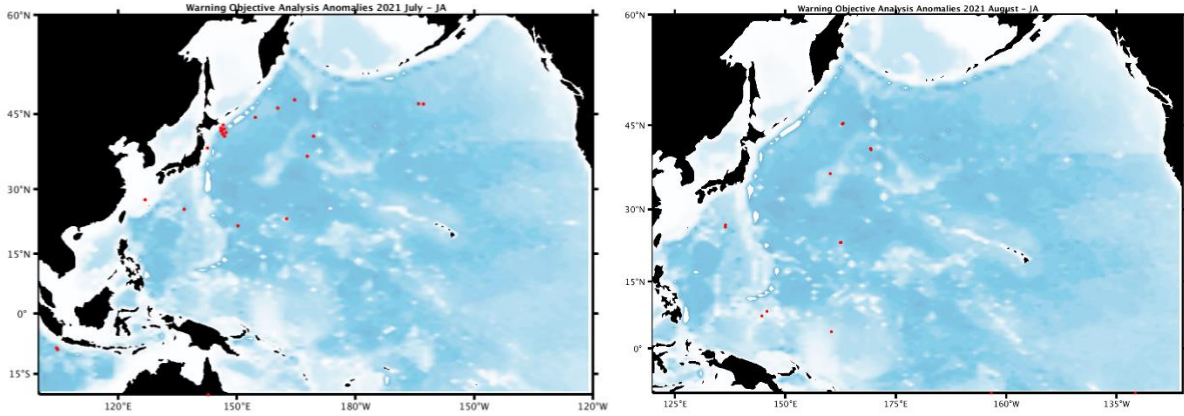 Warning Objective Analysis Anomalies 2021 July - JA
60°N
45°N
30°N
15°N
0°
15°S
120°E
150°E
180°W
150°W
120°W
Warning Objective Analysis Anomalies 2021 August - JA
60°N
45°N
30°N
15°N
0°
125°E
150°E
175°E
160°W
135°W